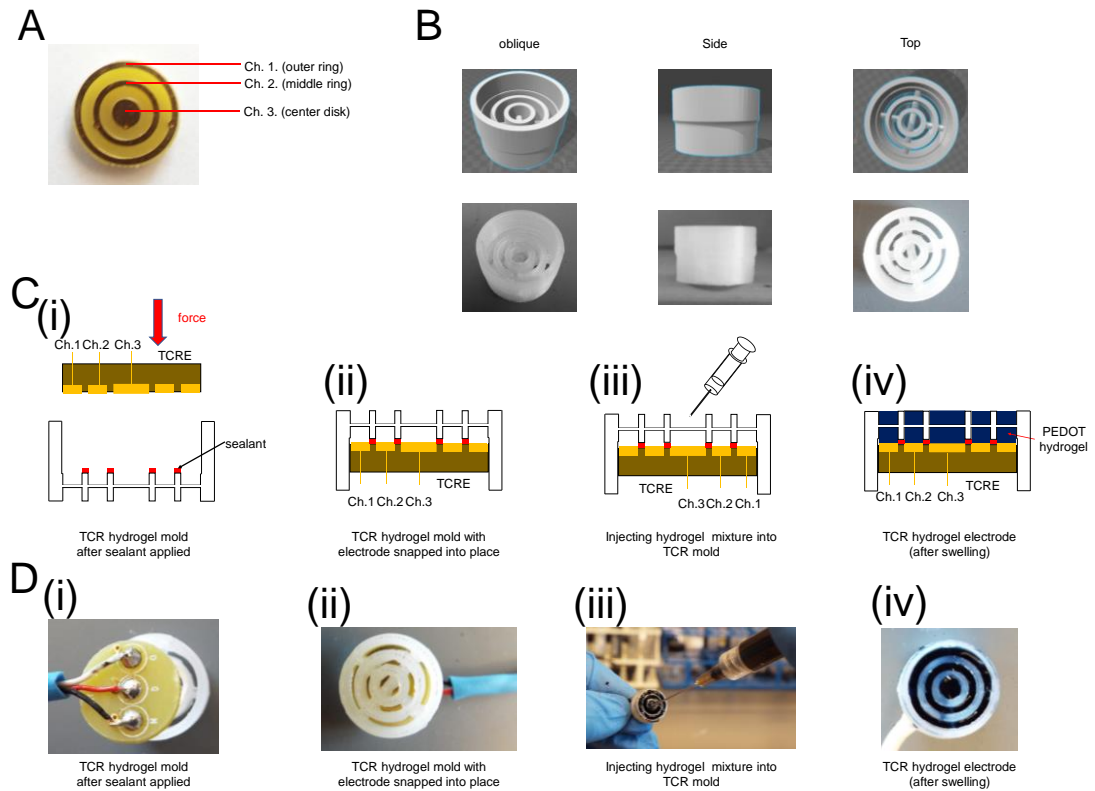 A
Ch. 1. (outer ring)
Ch. 2. (middle ring)
Ch. 3. (center disk)
B
oblique
Side
Top
C
(i)
force
Ch.1 Ch.2 Ch.3
TCRE
sealant
TCR hydrogel mold
after sealant applied
(ii)
Ch.1 Ch.2 Ch.3
TCR hydrogel mold with
electrode snapped into place
(iii)
TCRE
Ch.3 Ch.2 Ch.1
Injecting hydrogel mixture into
TCR mold
(iv)
PEDOT
hydrogel
TCRE
Ch.1 Ch.2 Ch.3
TCR hydrogel electrode
(after swelling)
D
(i)
TCR hydrogel mold
after sealant applied
(ii)
TCR hydrogel mold with
electrode snapped into place
(iii)
Injecting hydrogel mixture into
TCR mold
(iv)
TCR hydrogel electrode
(after swelling)